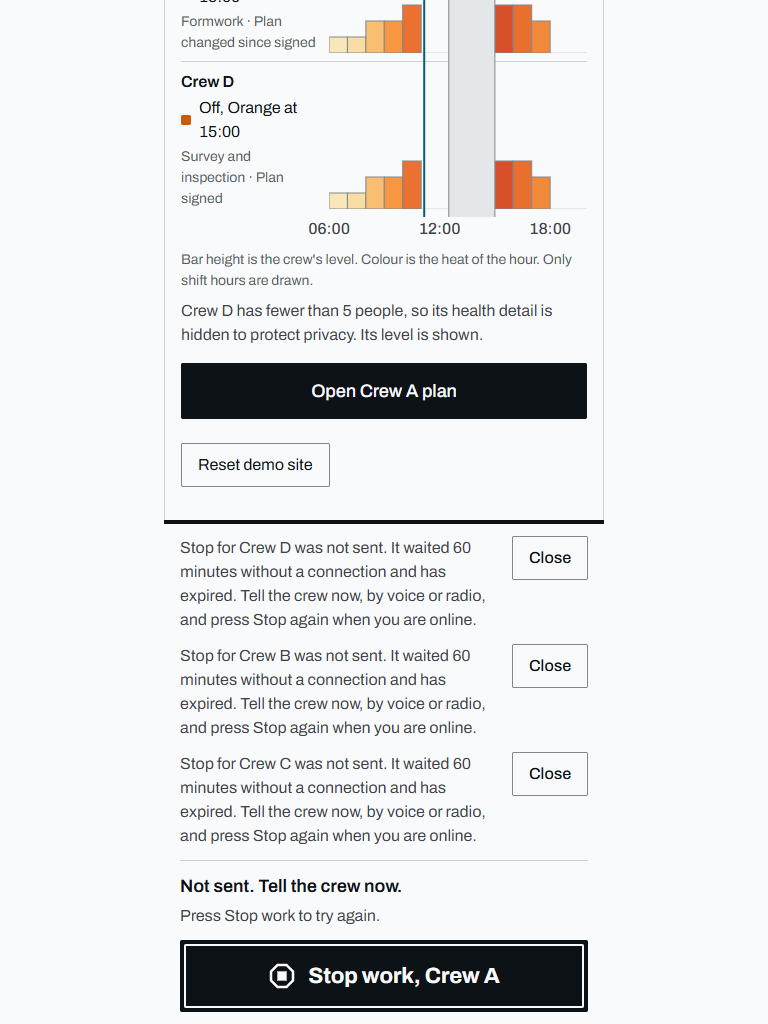 Formwork · Plan
changed since signed
Crew D
Off, Orange at
15:00
Survey and
inspection · Plan
signed
06:00 12:00 18:00
Bar height is the crew's level. Colour is the heat of the hour. Only
shift hours are drawn.
Crew D has fewer than 5 people, so its health detail is
hidden to protect privacy. Its level is shown.
Open Crew A plan
Reset demo site
Stop for Crew D was not sent. It waited 60
minutes without a connection and has
expired. Tell the crew now, by voice or radio,
and press Stop again when you are online.
Close
Stop for Crew B was not sent. It waited 60
minutes without a connection and has
expired. Tell the crew now, by voice or radio,
and press Stop again when you are online.
Close
Stop for Crew C was not sent. It waited 60
minutes without a connection and has
expired. Tell the crew now, by voice or radio,
and press Stop again when you are online.
Close
Not sent. Tell the crew now.
Press Stop work to try again.
Stop work, Crew A